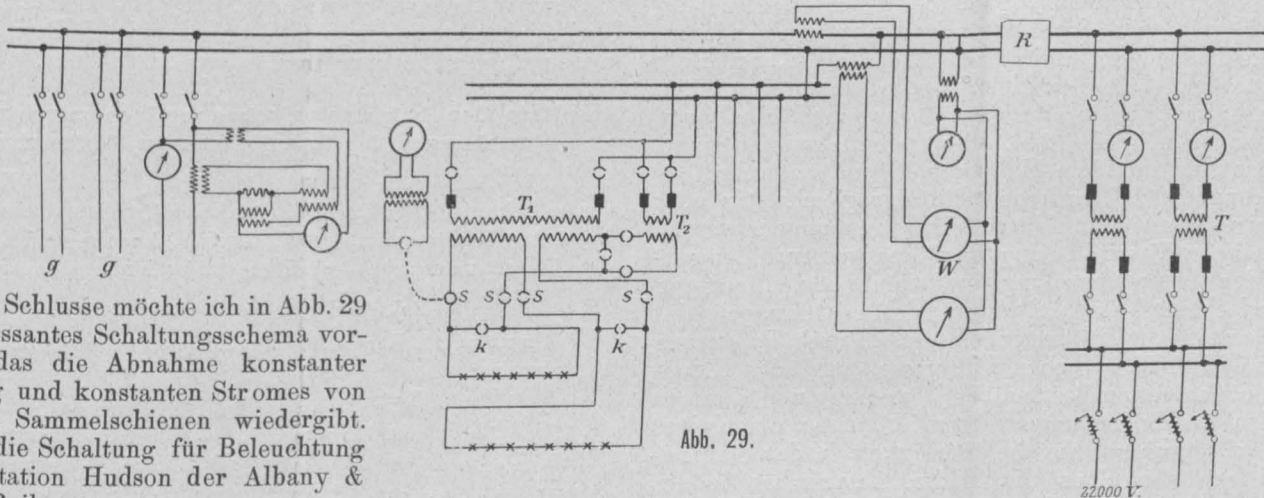 R
T₁
T₂
T
W
g g
s s s s
k k
Schlusse möchte ich in Abb. 29
ssantes Schaltungsschema vor-
das die Abnahme konstanter
und konstanten Stromes von
Sammelschienen wiedergibt.
die Schaltung für Beleuchtung
tation Hudson der Albany &
Abb. 29.
22000 V.